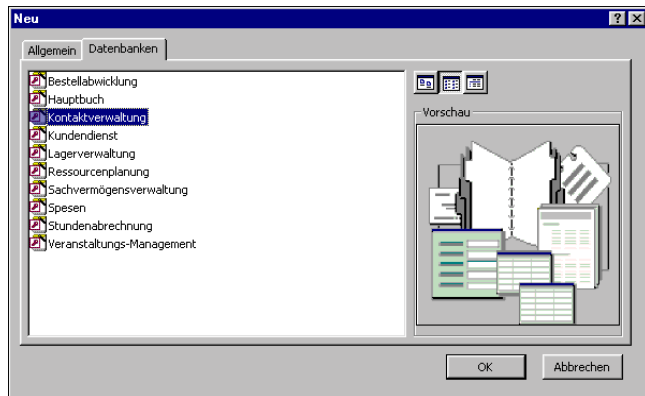 Neu
Allgemein
Datenbanken
Bestellabwicklung
Hauptbuch
Kontaktverwaltung
Kundendienst
Lagerverwaltung
Ressourcenplanung
Sachvermögensverwaltung
Spesen
Stundenabrechnung
Veranstaltungs-Management
Vorschau
OK
Abbrechen